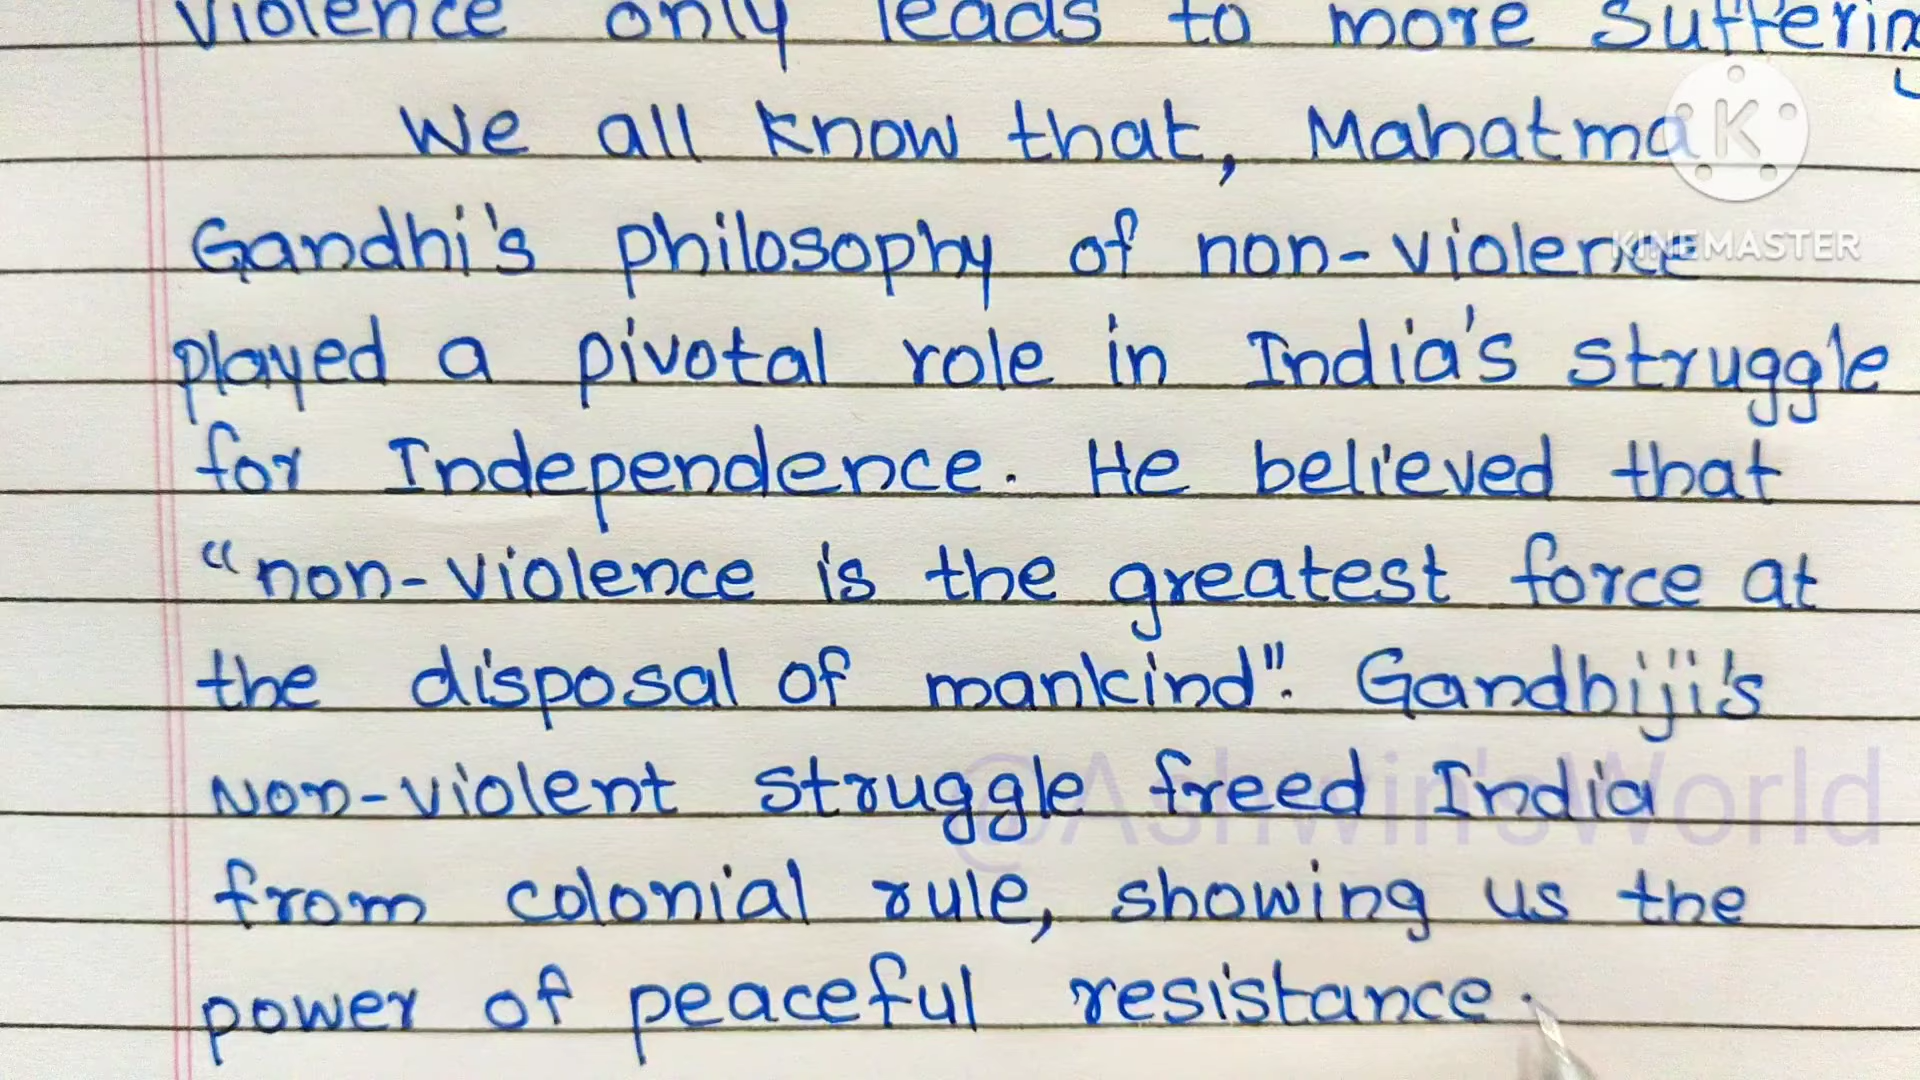 violence only leads to more suffering
We all know that, Mahatma
Gandhi's philosophy of non-violence
played a pivotal role in India's struggle
for Independence. He believed that
"non-violence is the greatest force at
the disposal of mankind". Gandhiji's
Non-violent struggle freed India
from colonial rule, showing us the
power of peaceful resistance.
K
KINEMASTER
@Ashwin'sWorld